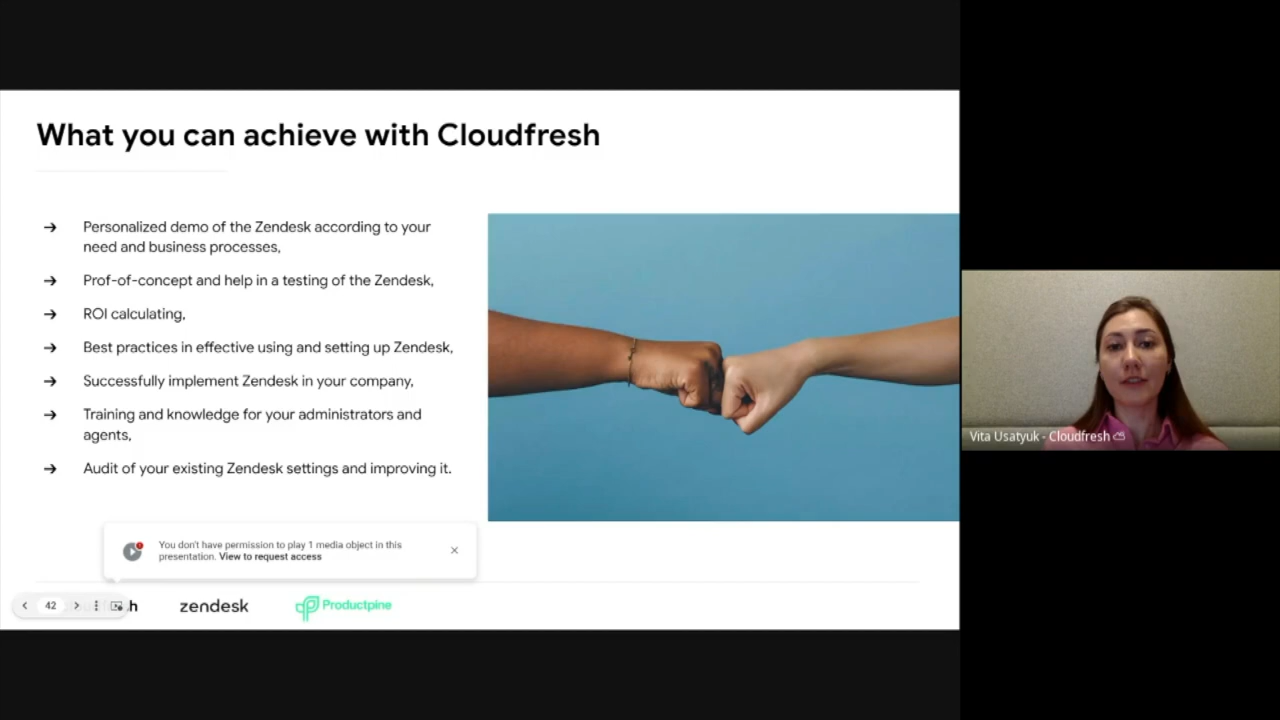 What you can achieve with Cloudfresh
→ Personalized demo of the Zendesk according to your
need and business processes,
→ Prof-of-concept and help in a testing of the Zendesk,
→ ROI calculating,
→ Best practices in effective using and setting up Zendesk,
→ Successfully implement Zendesk in your company,
→ Training and knowledge for your administrators and
agents,
→ Audit of your existing Zendesk settings and improving it.
Vita Usatyuk - Cloudfresh
You don't have permission to play 1 media object in this
presentation. View to request access
42
h
zendesk
Productpine